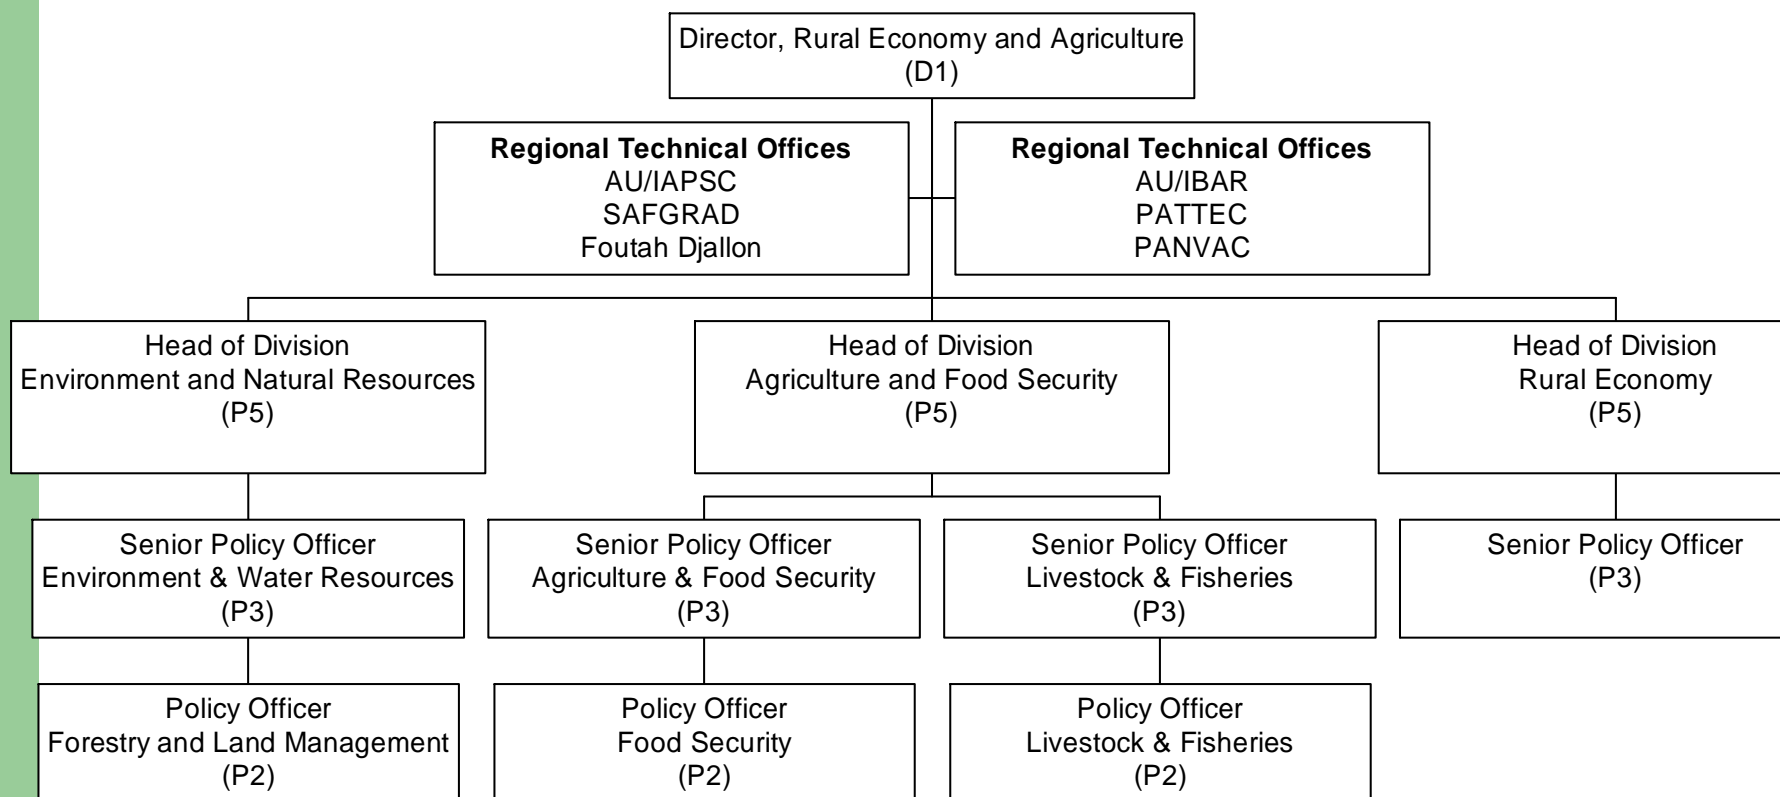 Director, Rural Economy and Agriculture
(D1)
Regional Technical Offices
AU/IAPSC
SAFGRAD
Foutah Djallon
Regional Technical Offices
AU/IBAR
PATTEC
PANVAC
Head of Division
Environment and Natural Resources
(P5)
Head of Division
Agriculture and Food Security
(P5)
Head of Division
Rural Economy
(P5)
Senior Policy Officer
Environment & Water Resources
(P3)
Senior Policy Officer
Agriculture & Food Security
(P3)
Senior Policy Officer
Livestock & Fisheries
(P3)
Senior Policy Officer
(P3)
Policy Officer
Forestry and Land Management
(P2)
Policy Officer
Food Security
(P2)
Policy Officer
Livestock & Fisheries
(P2)